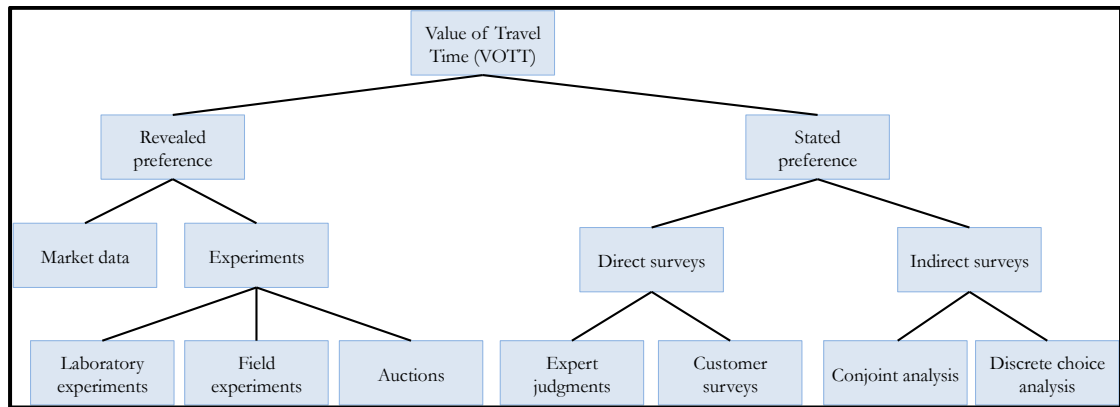 Value of Travel
Time (VOTT)
Revealed
preference
Stated
preference
Market data
Experiments
Direct surveys
Indirect surveys
Laboratory
experiments
Field
experiments
Auctions
Expert
judgments
Customer
surveys
Conjoint analysis
Discrete choice
analysis